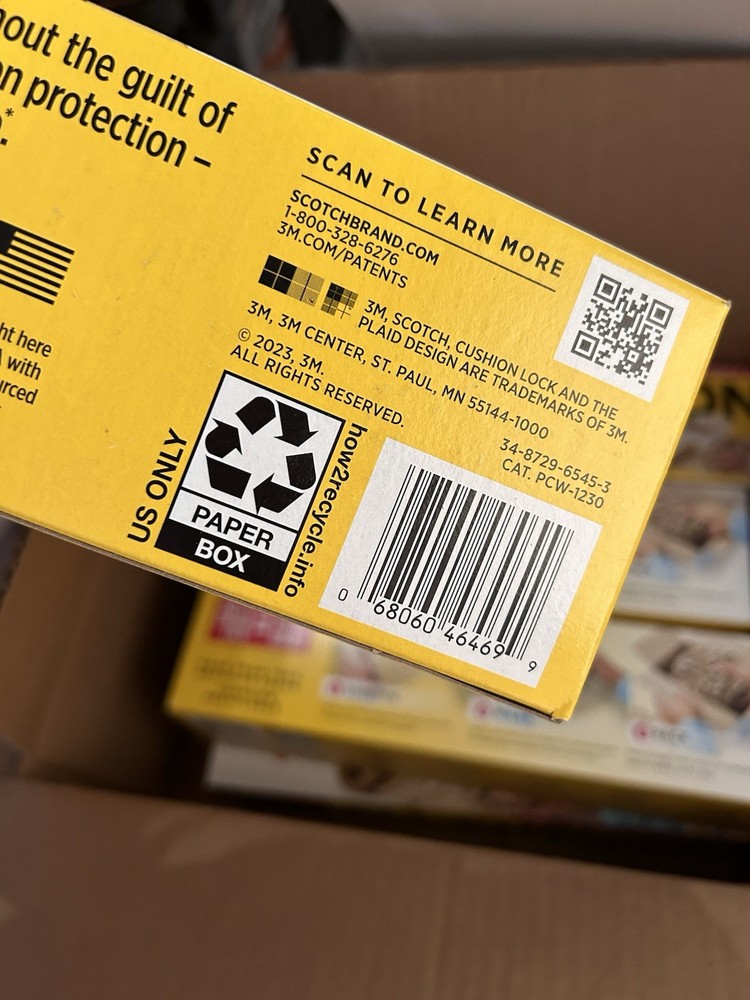 out the guilt of
n protection –
.*
ht here
A with
urced
SCAN TO LEARN MORE
SCOTCHBRAND.COM
1-800-328-6276
3M.COM/PATENTS
3M, SCOTCH, CUSHION LOCK AND THE
PLAID DESIGN ARE TRADEMARKS OF 3M.
3M, 3M CENTER, ST. PAUL, MN 55144-1000
© 2023, 3M.
ALL RIGHTS RESERVED.
34-8729-6545-3
CAT. PCW-1230
US ONLY
PAPER
BOX
how2recycle.info
0 68060 46469 9